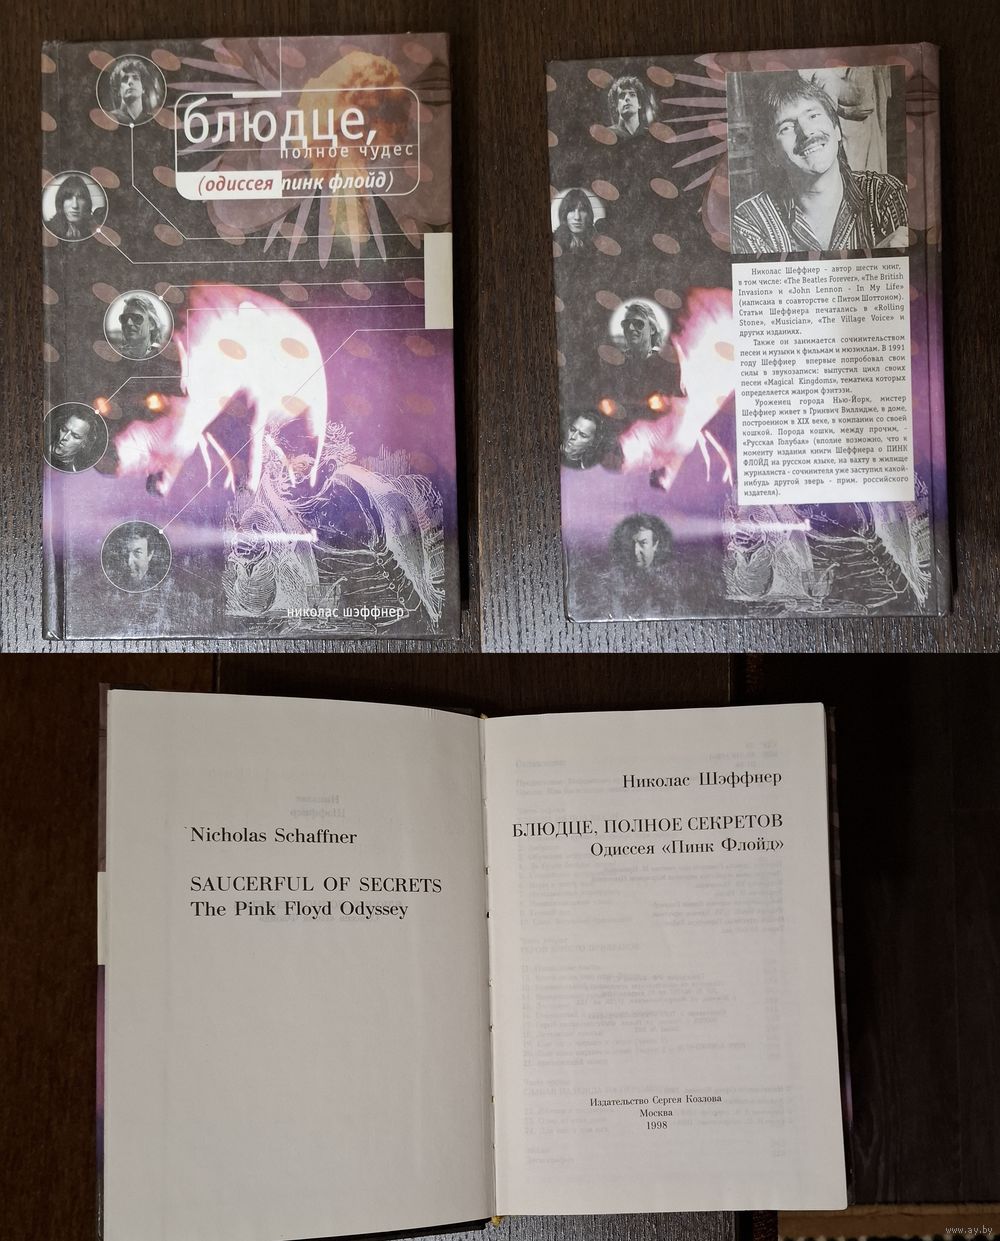 блюдце,
полное чудес
(одиссея пинк флойд)
николас шэффнер
Николас Шеффнер - автор шести книг,
в том числе: «The Beatles Forever», «The British
Invasion» и «John Lennon - In My Life»
(написана в соавторстве с Питом Шоттоном).
Статьи Шеффнера печатались в «Rolling
Stone», «Musician», «The Village Voice» и
других изданиях.
Также он занимается сочинительством
песен и музыки к фильмам и мюзиклам. В 1991
году Шеффнер впервые попробовал свои
силы в звукозаписи: выпустил цикл своих
песен «Magical Kingdoms», тематика которых
определяется жанром фэнтэзи.
Уроженец города Нью-Йорк, мистер
Шеффнер живет в Гринвич Виллидже, в доме,
построенном в XIX веке, в компании со своей
кошкой. Порода кошки, между прочим, -
«Русская Голубая» (вполне возможно, что к
моменту издания книги Шеффнера о ПИНК
ФЛОЙД на русском языке, на вахту в жилище
журналиста - сочинителя уже заступил какой-
нибудь другой зверь - прим. российского
издателя).
Nicholas Schaffner
SAUCERFUL OF SECRETS
The Pink Floyd Odyssey
Николас Шэффнер
БЛЮДЦЕ, ПОЛНОЕ СЕКРЕТОВ
Одиссея «Пинк Флойд»
Издательство Сергея Козлова
Москва
1998
www.ay.by